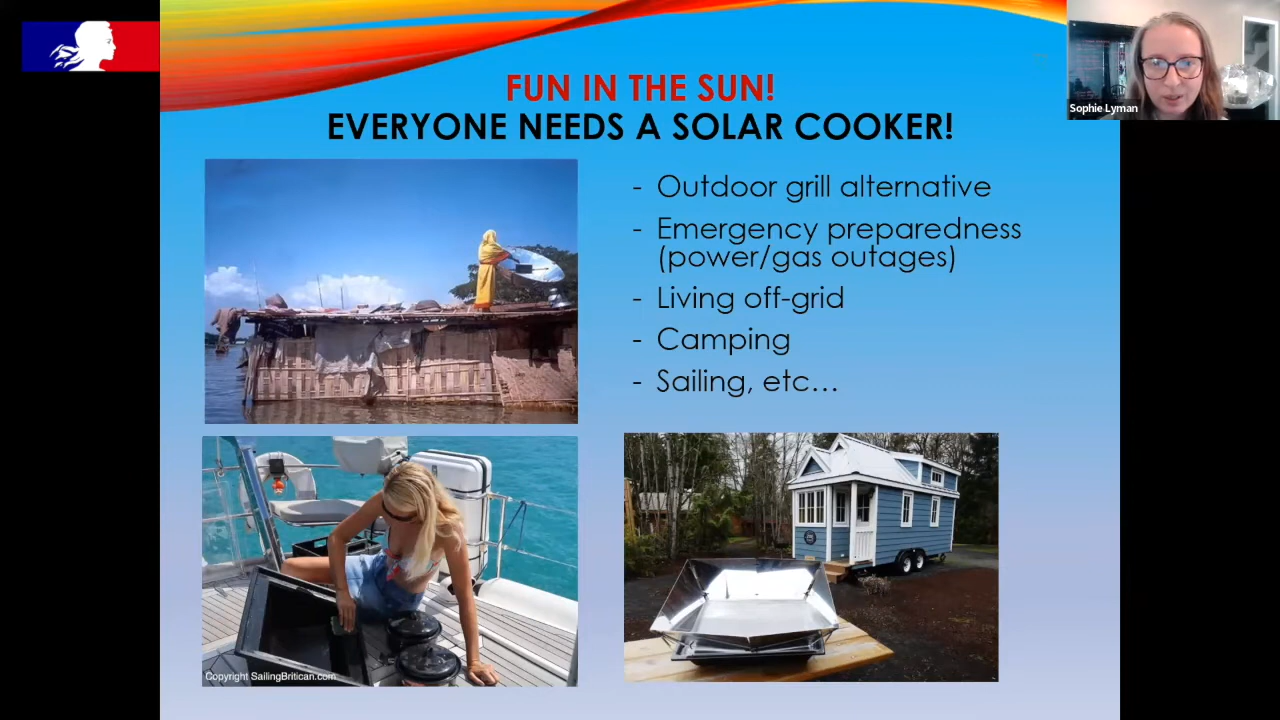 FUN IN THE SUN!
EVERYONE NEEDS A SOLAR COOKER!
Sophie Lyman
- Outdoor grill alternative
- Emergency preparedness
(power/gas outages)
- Living off-grid
- Camping
- Sailing, etc…
Copyright SailingBritican.com